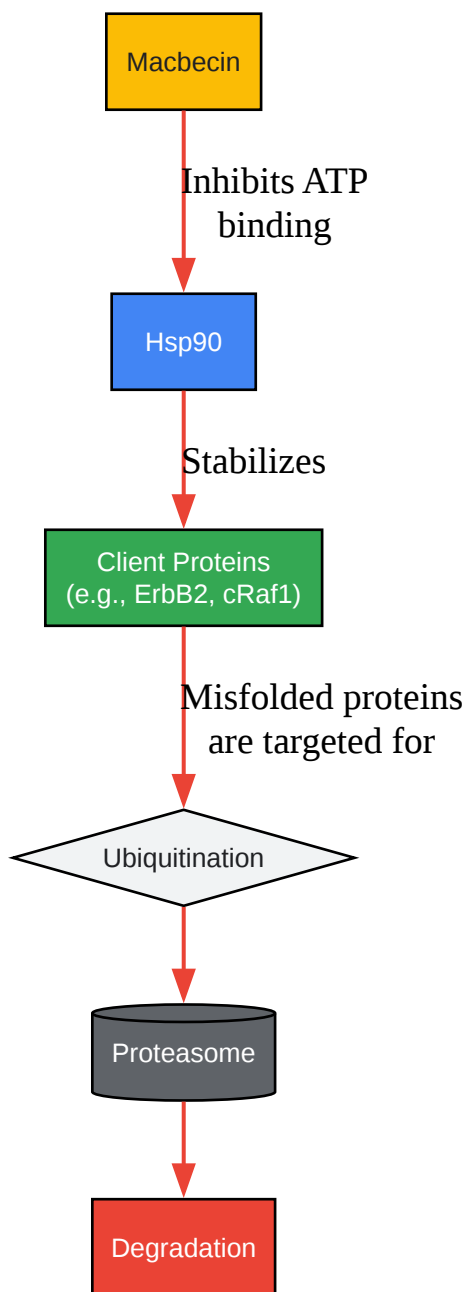 Macbecin
Inhibits ATP
binding
Hsp90
Stabilizes
Client Proteins
(e.g., ErbB2, cRaf1)
Misfolded proteins
are targeted for
Ubiquitination
Proteasome
Degradation